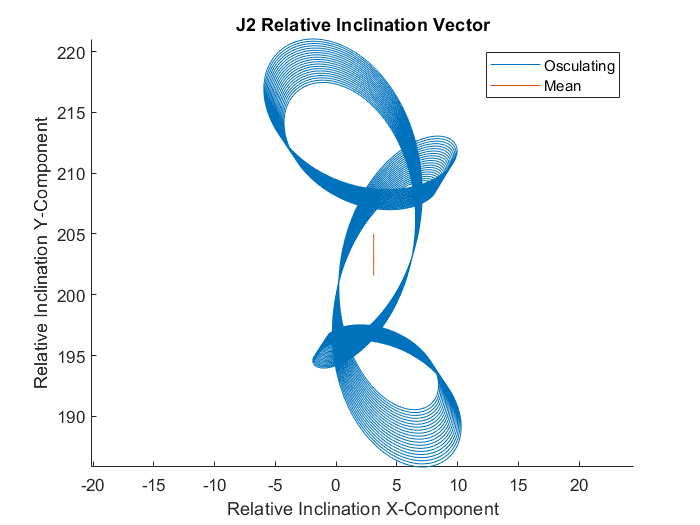 J2 Relative Inclination Vector
Osculating
Mean
Relative Inclination Y-Component
220
215
210
205
200
195
190
-20 -15 -10 -5 0 5 10 15 20
Relative Inclination X-Component